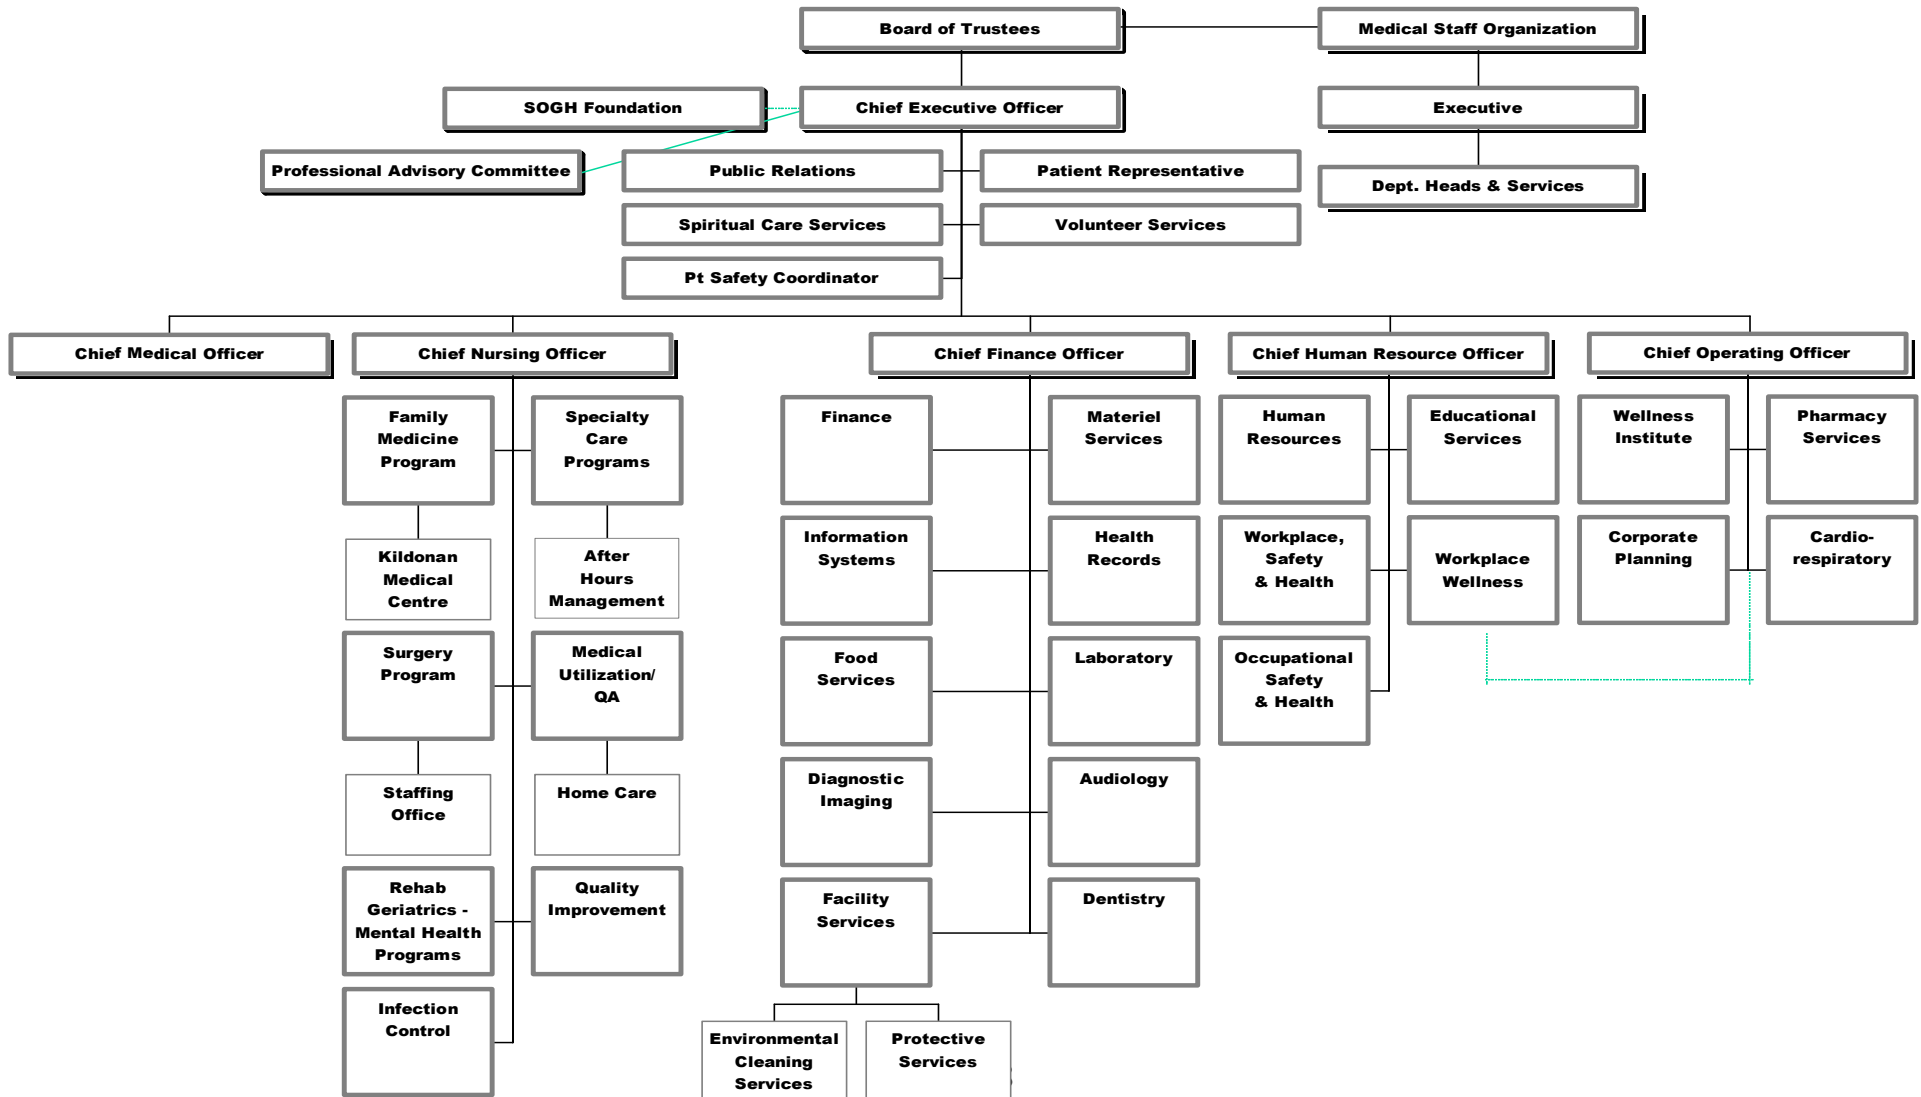 Board of Trustees
Medical Staff Organization
SOGH Foundation
Chief Executive Officer
Executive
Professional Advisory Committee
Public Relations
Patient Representative
Dept. Heads & Services
Spiritual Care Services
Volunteer Services
Pt Safety Coordinator
Chief Medical Officer
Chief Nursing Officer
Chief Finance Officer
Chief Human Resource Officer
Chief Operating Officer
Family
Medicine
Program
Specialty
Care
Programs
Kildonan
Medical
Centre
After
Hours
Management
Surgery
Program
Medical
Utilization/
QA
Staffing
Office
Home Care
Rehab
Geriatrics -
Mental Health
Programs
Quality
Improvement
Infection
Control
Finance
Materiel
Services
Information
Systems
Health
Records
Food
Services
Laboratory
Diagnostic
Imaging
Audiology
Facility
Services
Dentistry
Environmental
Cleaning
Services
Protective
Services
Human
Resources
Educational
Services
Workplace,
Safety
& Health
Workplace
Wellness
Occupational
Safety
& Health
Wellness
Institute
Pharmacy
Services
Corporate
Planning
Cardio-
respiratory